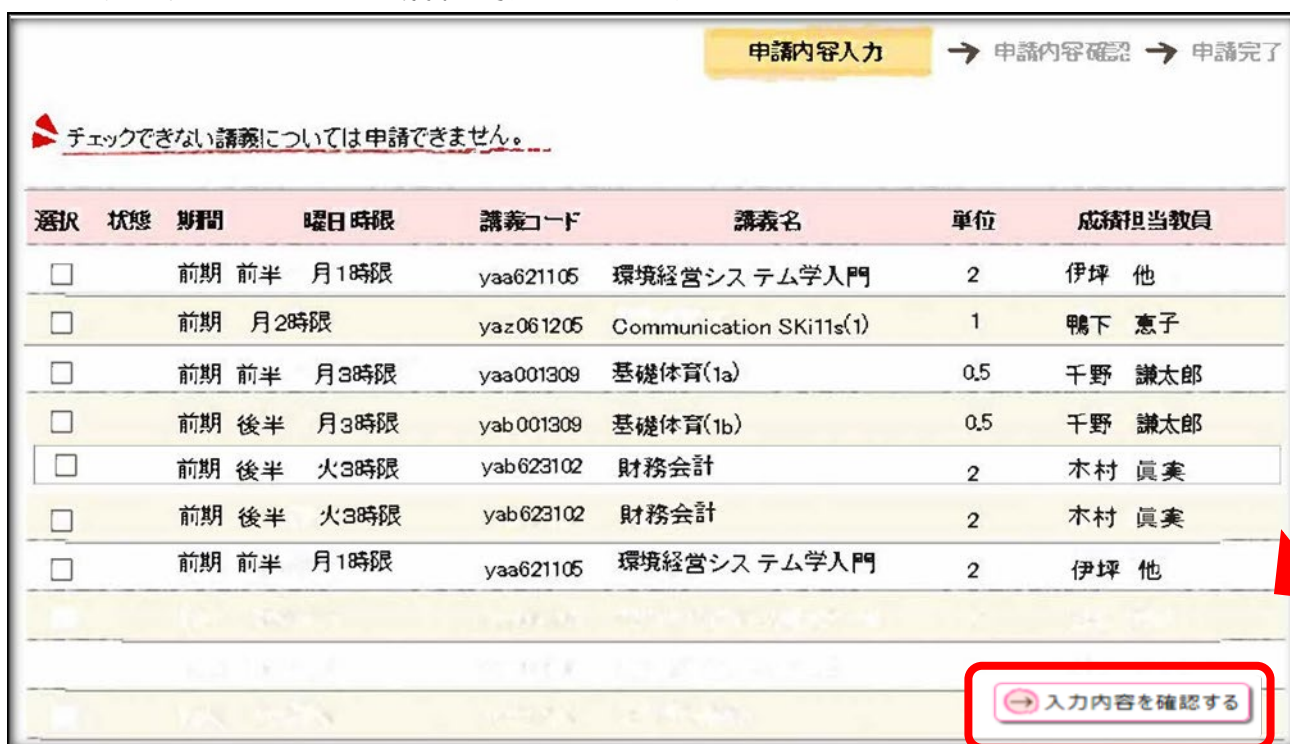 申請内容入力 → 申請内容確認 → 申請完了
チェックできない講義については申請できません。
選択 状態 期間 曜日時限 講義コード 講義名 単位 成績担当教員
前期 前半 月1時限 yaa621105 環境経営システム学入門 2 伊坪 他
前期 月2時限 yaz061205 Communication SKi11s(1) 1 鴨下 恵子
前期 前半 月3時限 yaa001309 基礎体育(1a) 0.5 千野 謙太郎
前期 後半 月3時限 yab001309 基礎体育(1b) 0.5 千野 謙太郎
前期 後半 火3時限 yab623102 財務会計 2 木村 眞実
前期 後半 火3時限 yab623102 財務会計 2 木村 眞実
前期 前半 月1時限 yaa621105 環境経営システム学入門 2 伊坪 他
入力内容を確認する